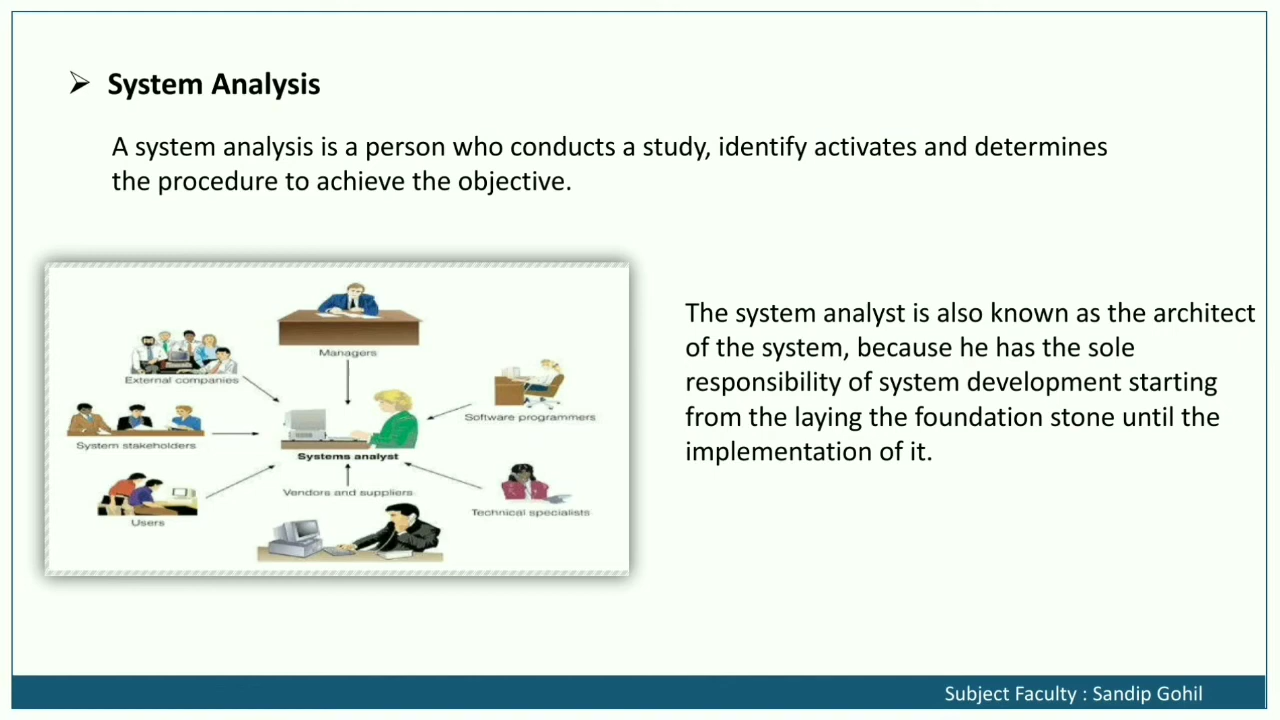 System Analysis
A system analysis is a person who conducts a study, identify activates and determines
the procedure to achieve the objective.
Managers
External companies
Software programmers
System stakeholders
Systems analyst
Vendors and suppliers
Technical specialists
Users
The system analyst is also known as the architect
of the system, because he has the sole
responsibility of system development starting
from the laying the foundation stone until the
implementation of it.
Subject Faculty : Sandip Gohil